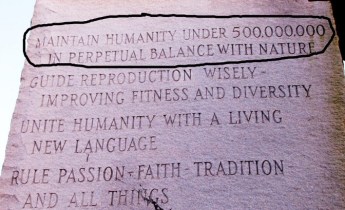 MAINTAIN HUMANITY UNDER 500,000,000
IN PERPETUAL BALANCE WITH NATURE
GUIDE REPRODUCTION WISELY-
IMPROVING FITNESS AND DIVERSITY
UNITE HUMANITY WITH A LIVING
NEW LANGUAGE
RULE PASSION-FAITH-TRADITION
AND ALL THINGS